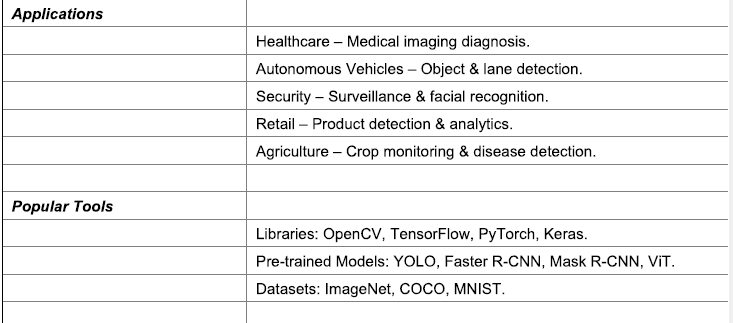 Applications
Healthcare – Medical imaging diagnosis.
Autonomous Vehicles – Object & lane detection.
Security – Surveillance & facial recognition.
Retail – Product detection & analytics.
Agriculture – Crop monitoring & disease detection.
Popular Tools
Libraries: OpenCV, TensorFlow, PyTorch, Keras.
Pre-trained Models: YOLO, Faster R-CNN, Mask R-CNN, ViT.
Datasets: ImageNet, COCO, MNIST.